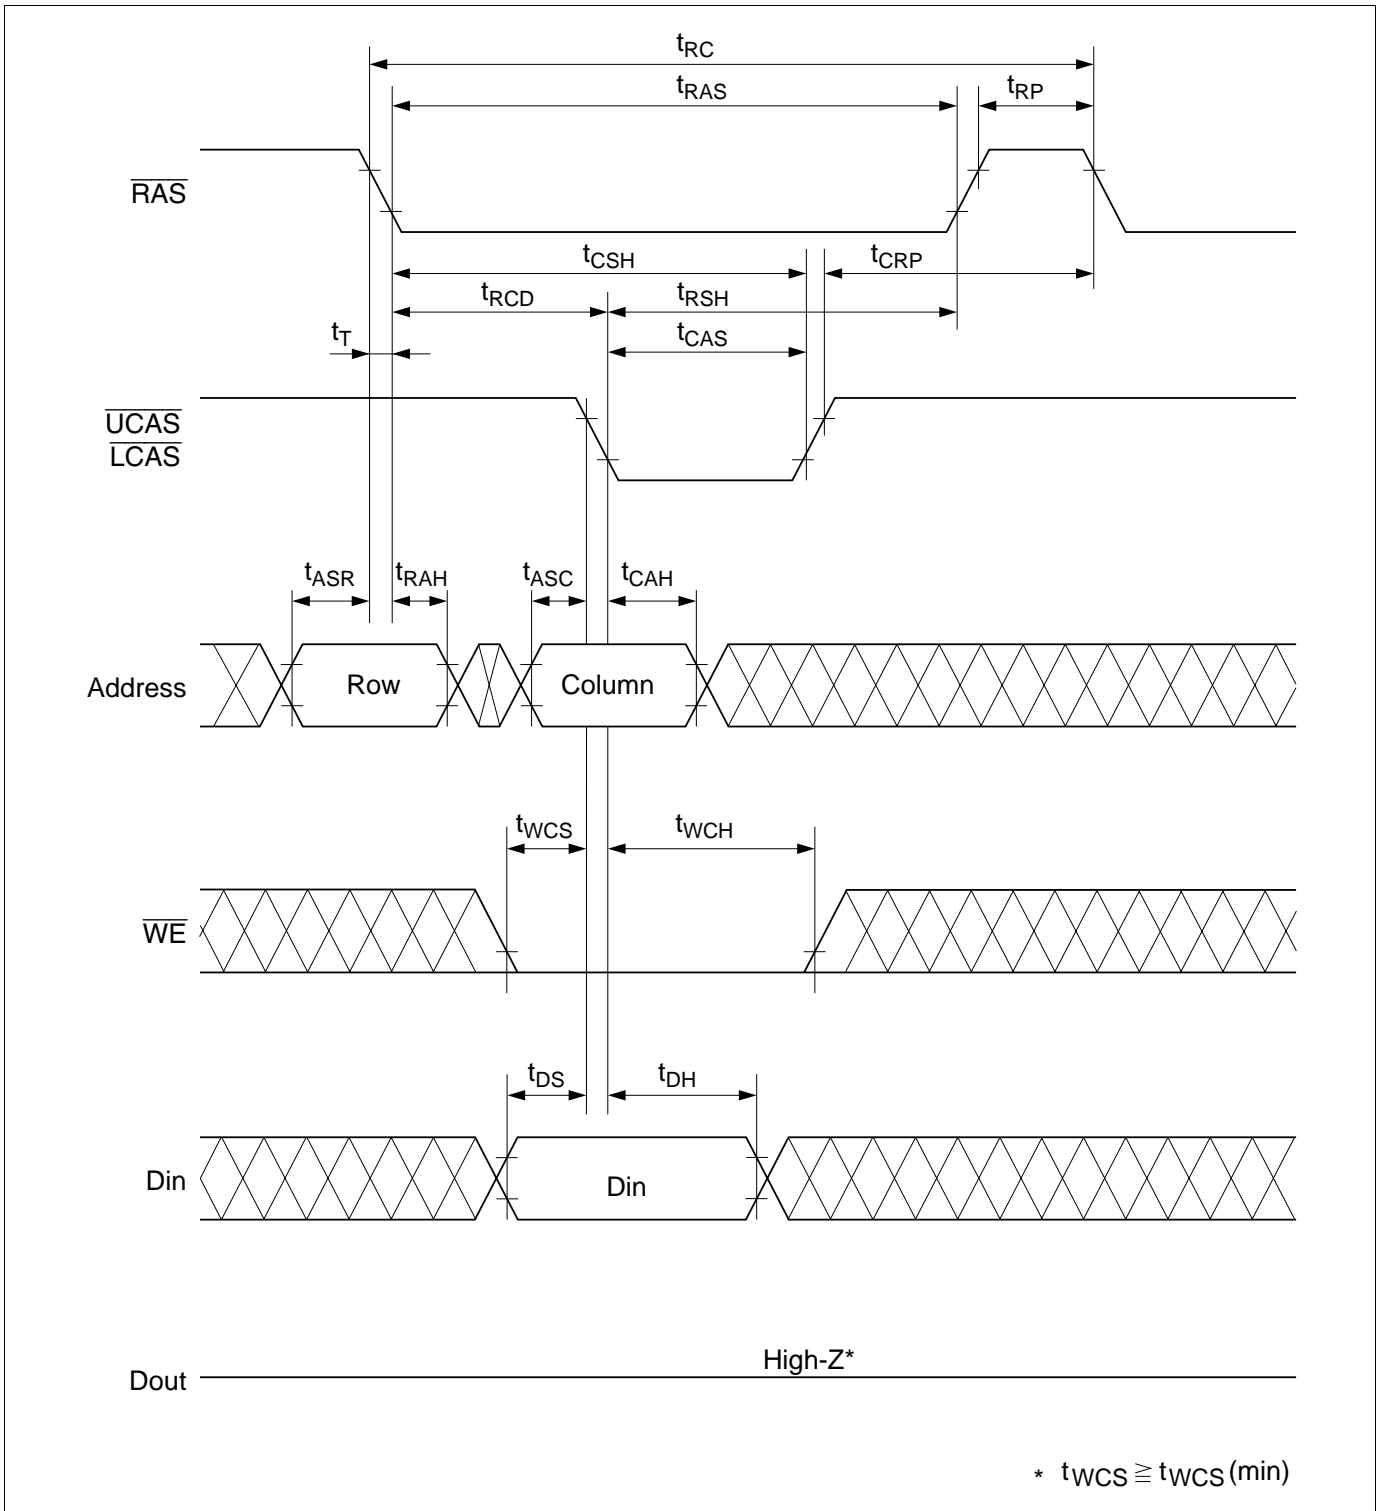 tRC
tRAS
tRP
RAS
tCSH
tCRP
tRCD
tRSH
tT
tCAS
UCAS
LCAS
tASR
tRAH
tASC
tCAH
Address
Row
Column
tWCS
tWCH
WE
tDS
tDH
Din
Din
High-Z*
Dout
* tWCS ≧ tWCS (min)